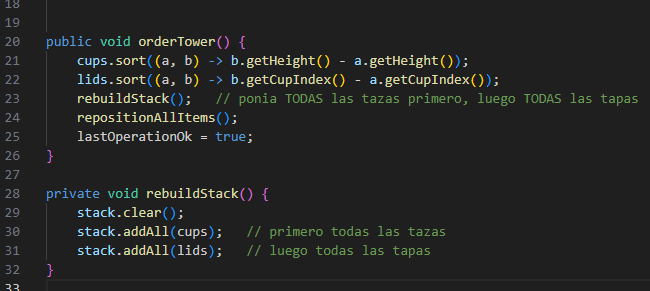 18
19
20 public void orderTower() {
21 cups.sort((a, b) -> b.getHeight() - a.getHeight());
22 lids.sort((a, b) -> b.getCupIndex() - a.getCupIndex());
23 rebuildStack();   // ponia TODAS las tazas primero, luego TODAS las tapas
24 repositionAllItems();
25 lastOperationOk = true;
26 }
27
28 private void rebuildStack() {
29 stack.clear();
30 stack.addAll(cups);   // primero todas las tazas
31 stack.addAll(lids);   // luego todas las tapas
32 }
33